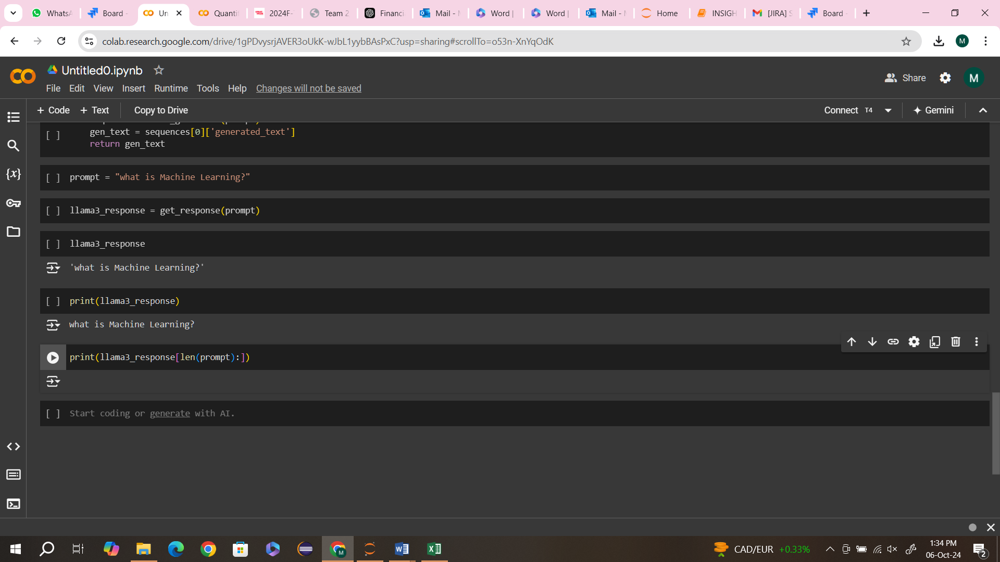 WhatsA
Board -
Un
Quanti
2024F-
Team 2
Financi
Mail -
Word |
Word |
Mail -
Home
INSIGH
[JIRA] S
Board -
colab.research.google.com/drive/1gPDvysrjAVER3oUkK-wJbL1yybBAsPxC?usp=sharing#scrollTo=o53n-XnYqOdK
M
Untitled0.ipynb
Share
M
File Edit View Insert Runtime Tools Help Changes will not be saved
+ Code + Text Copy to Drive
Connect T4
Gemini
[ ] gen_text = sequences[0]['generated_text']
return gen_text
[ ] prompt = "what is Machine Learning?"
[ ] llama3_response = get_response(prompt)
[ ] llama3_response
'what is Machine Learning?'
[ ] print(llama3_response)
what is Machine Learning?
print(llama3_response[len(prompt):])
[ ] Start coding or generate with AI.
CAD/EUR +0.33%
1:34 PM
06-Oct-24
2